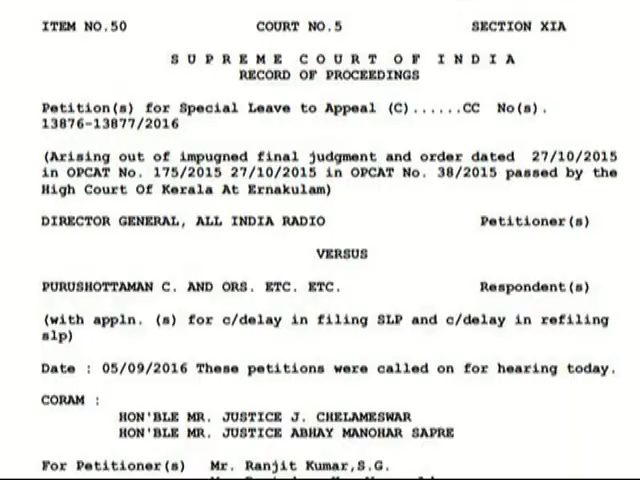 ITEM NO.50 COURT NO.5 SECTION XIA
S U P R E M E C O U R T O F I N D I A
RECORD OF PROCEEDINGS
Petition(s) for Special Leave to Appeal (C)......CC No(s).
13876-13877/2016
(Arising out of impugned final judgment and order dated 27/10/2015
in OPCAT No. 175/2015 27/10/2015 in OPCAT No. 38/2015 passed by the
High Court Of Kerala At Ernakulam)
DIRECTOR GENERAL, ALL INDIA RADIO Petitioner(s)
VERSUS
PURUSHOTTAMAN C. AND ORS. ETC. ETC. Respondent(s)
(with appln. (s) for c/delay in filing SLP and c/delay in refiling
slp)
Date : 05/09/2016 These petitions were called on for hearing today.
CORAM :
HON'BLE MR. JUSTICE J. CHELAMESWAR
HON'BLE MR. JUSTICE ABHAY MANOHAR SAPRE
For Petitioner(s) Mr. Ranjit Kumar,S.G.